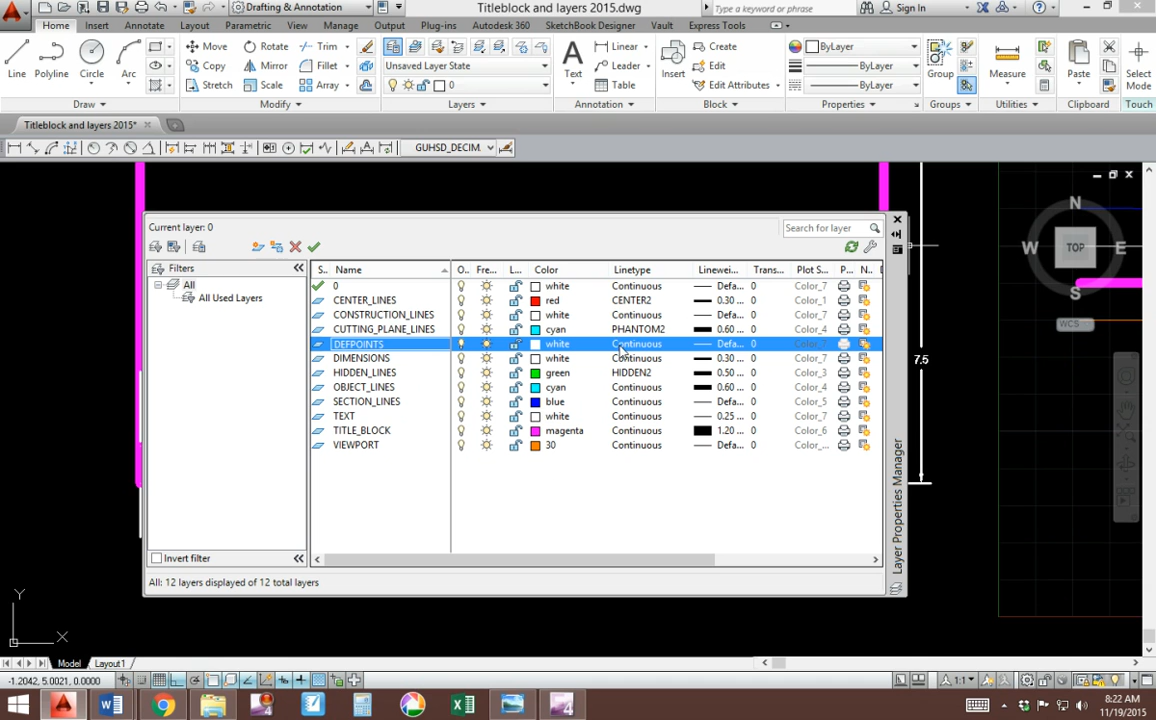 Drafting & Annotation
Titleblock and layers 2015.dwg
Type a keyword or phrase
Sign In
Home Insert Annotate Layout Parametric View Manage Output Plug-ins Autodesk 360 SketchBook Designer Vault Express Tools
Line
Polyline
Circle
Arc
Move Rotate Trim
Copy Mirror Fillet
Stretch Scale Array
Unsaved Layer State
0
Text
Linear
Leader
Table
Insert
Create
Edit
Edit Attributes
ByLayer
Group
Measure
Paste
Select
Mode
Draw Modify Layers Annotation Block Properties Groups Utilities Clipboard Touch
Titleblock and layers 2015*
GUHSD_DECIM.
N
W TOP E
S
WCS
7.5
Current layer: 0
Search for layer
Filters
All
All Used Layers
S.. Name O.. Fre... L... Color Linetype Linewei... Trans... Plot S... P... N.. D
0 white Continuous Defa... 0 Color_7
CENTER_LINES red CENTER2 0.30 ... 0 Color_1
CONSTRUCTION_LINES white Continuous Defa... 0 Color_7
CUTTING_PLANE_LINES cyan PHANTOM2 0.60 ... 0 Color_4
DEFPOINTS white Continuous Defa... 0 Color_7
DIMENSIONS white Continuous 0.30 ... 0 Color_7
HIDDEN_LINES green HIDDEN2 0.50 ... 0 Color_3
OBJECT_LINES cyan Continuous 0.60 ... 0 Color_4
SECTION_LINES blue Continuous Defa... 0 Color_5
TEXT white Continuous 0.25 ... 0 Color_7
TITLE_BLOCK magenta Continuous 1.20 ... 0 Color_6
VIEWPORT 30 Continuous Defa... 0 Color_...
Invert filter
All: 12 layers displayed of 12 total layers
Layer Properties Manager
Y
X
Model Layout1
-1.2042, 5.0021, 0.0000
1:1
8:22 AM
11/19/2015